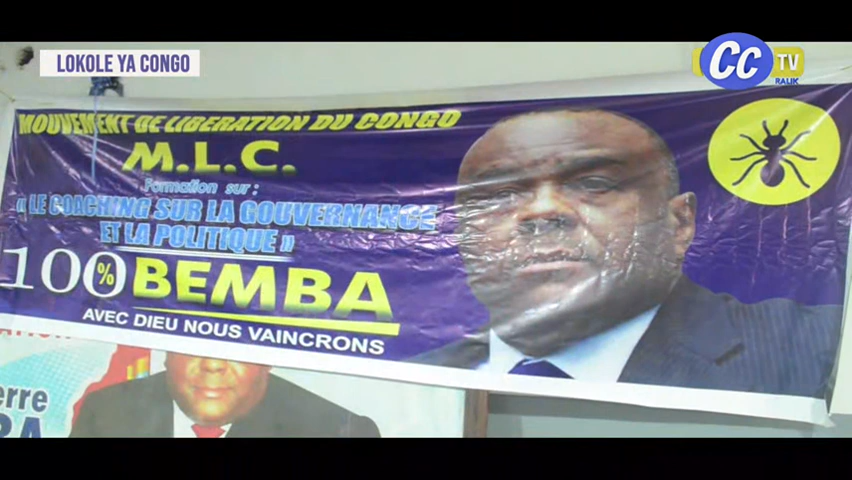 LOKOLE YA CONGO
CC TV
RALIK
MOUVEMENT DE LIBERATION DU CONGO
M.L.C.
Formation sur :
« LE COACHING SUR LA GOUVERNANCE
ET LA POLITIQUE »
100% BEMBA
AVEC DIEU NOUS VAINCRONS